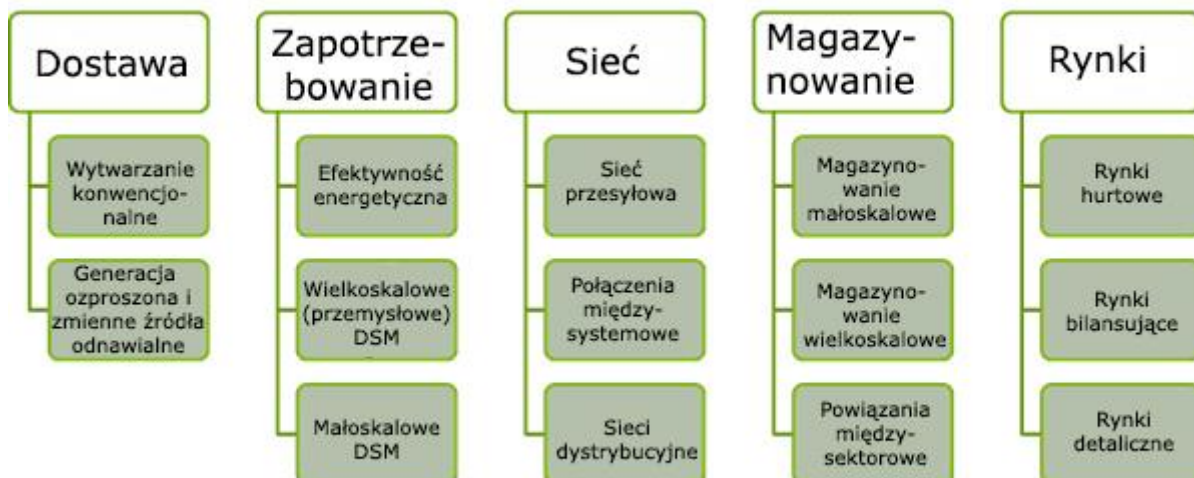 Dostawa
Wytwarzanie
konwencjo-
nalne
Generacja
ozproszona i
zmienne źródła
odnawialne
Zapotrze-
bowanie
Efektywność
energetyczna
Wielkoskalowe
(przemysłowe)
DSM
Małoskalowe
DSM
Sieć
Sieć
przesyłowa
Połączenia
między-
systemowe
Sieci
dystrybucyjne
Magazy-
nowanie
Magazyno-
wanie
małoskalowe
Magazyno-
wanie
wielkoskalowe
Powiązania
między-
sektorowe
Rynki
Rynki
hurtowe
Rynki
bilansujące
Rynki
detaliczne